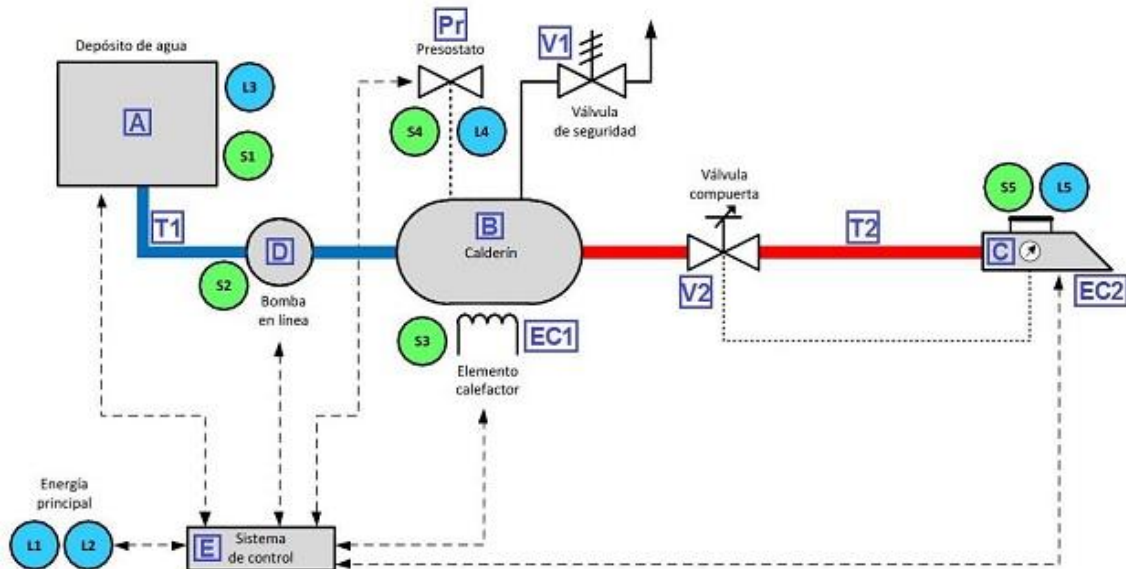 Pr
Depósito de agua
Presostato
V1
L3
A
S1
S4
L4
Válvula
de seguridad
Válvula
compuerta
S5
L5
T1
B
T2
D
Calderín
C
S2
V2
EC2
Bomba
en línea
S3
EC1
Elemento
calefactor
Energía
principal
L1
L2
E
Sistema
de control